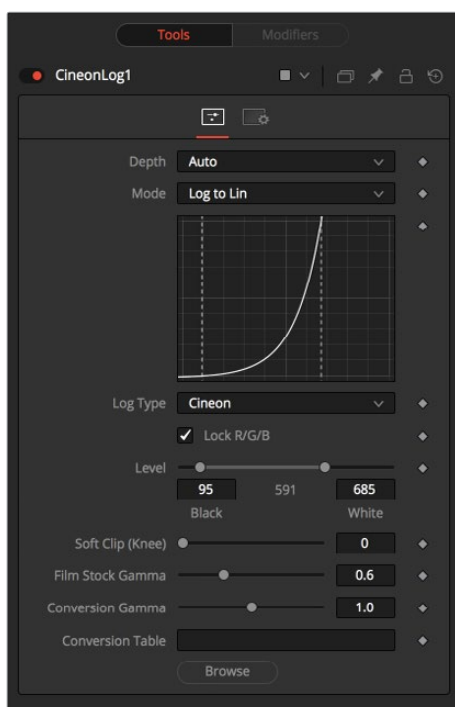 Tools Modifiers
CineonLog1
Depth Auto
Mode Log to Lin
Log Type Cineon
Lock R/G/B
Level
95 591 685
Black White
Soft Clip (Knee) 0
Film Stock Gamma 0.6
Conversion Gamma 1.0
Conversion Table
Browse